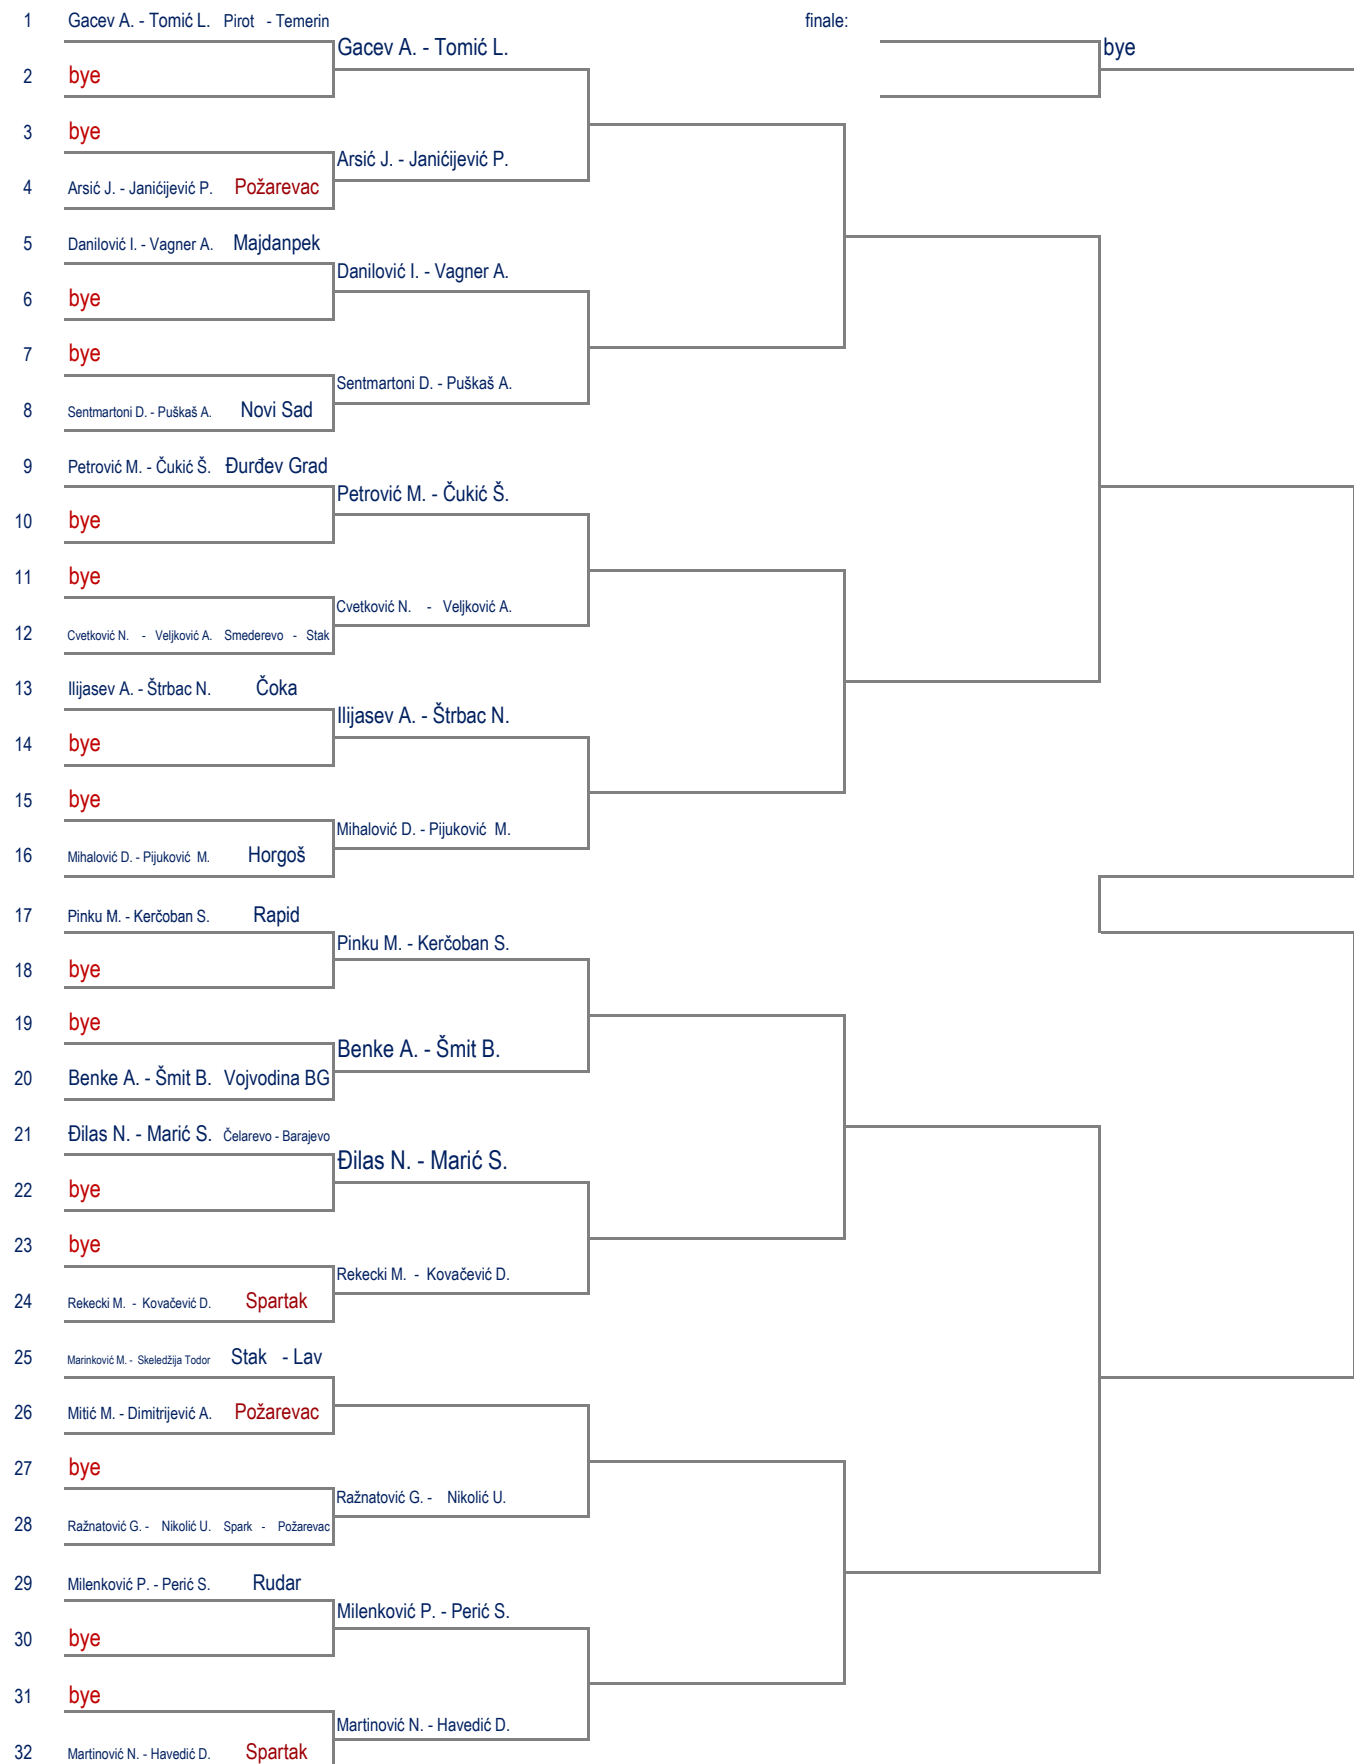 1 Gacev A. - Tomić L. Pirot - Temerin
finale:
Gacev A. - Tomić L.
bye
2 bye
3 bye
Arsić J. - Janićijević P.
4 Arsić J. - Janićijević P. Požarevac
5 Danilović I. - Vagner A. Majdanpek
Danilović I. - Vagner A.
6 bye
7 bye
Sentmartoni D. - Puškaš A.
8 Sentmartoni D. - Puškaš A. Novi Sad
9 Petrović M. - Čukić Š. Đurđev Grad
Petrović M. - Čukić Š.
10 bye
11 bye
Cvetković N. - Veljković A.
12 Cvetković N. - Veljković A. Smederevo - Stak
13 Ilijasev A. - Štrbac N. Čoka
Ilijasev A. - Štrbac N.
14 bye
15 bye
Mihalović D. - Pijuković M.
16 Mihalović D. - Pijuković M. Horgoš
17 Pinku M. - Kerčoban S. Rapid
Pinku M. - Kerčoban S.
18 bye
19 bye
Benke A. - Šmit B.
20 Benke A. - Šmit B. Vojvodina BG
21 Đilas N. - Marić S. Čelarevo - Barajevo
Đilas N. - Marić S.
22 bye
23 bye
Rekecki M. - Kovačević D.
24 Rekecki M. - Kovačević D. Spartak
25 Marinković M. - Skeledžija Todor Stak - Lav
26 Mitić M. - Dimitrijević A. Požarevac
27 bye
Ražnatović G. - Nikolić U.
28 Ražnatović G. - Nikolić U. Spark - Požarevac
29 Milenković P. - Perić S. Rudar
Milenković P. - Perić S.
30 bye
31 bye
Martinović N. - Havedić D.
32 Martinović N. - Havedić D. Spartak